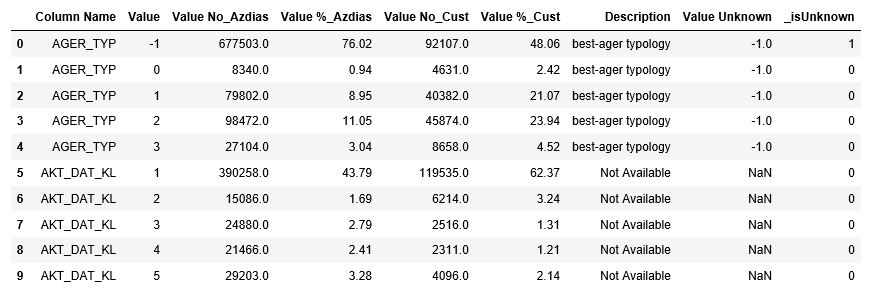 Column Name Value Value No_Azdias Value %_Azdias Value No_Cust Value %_Cust Description Value Unknown _isUnknown
0 AGER_TYP -1 677503.0 76.02 92107.0 48.06 best-ager typology -1.0 1
1 AGER_TYP 0 8340.0 0.94 4631.0 2.42 best-ager typology -1.0 0
2 AGER_TYP 1 79802.0 8.95 40382.0 21.07 best-ager typology -1.0 0
3 AGER_TYP 2 98472.0 11.05 45874.0 23.94 best-ager typology -1.0 0
4 AGER_TYP 3 27104.0 3.04 8658.0 4.52 best-ager typology -1.0 0
5 AKT_DAT_KL 1 390258.0 43.79 119535.0 62.37 Not Available NaN 0
6 AKT_DAT_KL 2 15086.0 1.69 6214.0 3.24 Not Available NaN 0
7 AKT_DAT_KL 3 24880.0 2.79 2516.0 1.31 Not Available NaN 0
8 AKT_DAT_KL 4 21466.0 2.41 2311.0 1.21 Not Available NaN 0
9 AKT_DAT_KL 5 29203.0 3.28 4096.0 2.14 Not Available NaN 0